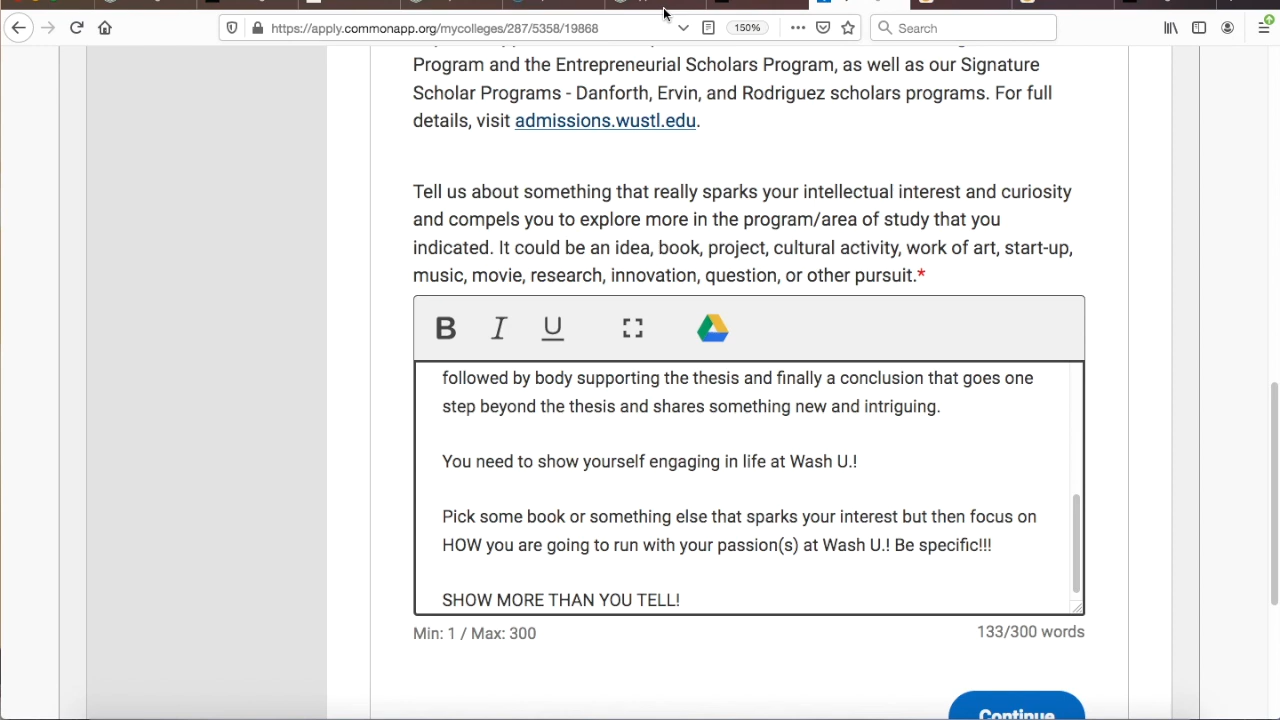 https://apply.commonapp.org/mycolleges/287/5358/19868
150%
Search
Program and the Entrepreneurial Scholars Program, as well as our Signature
Scholar Programs - Danforth, Ervin, and Rodriguez scholars programs. For full
details, visit admissions.wustl.edu.
Tell us about something that really sparks your intellectual interest and curiosity
and compels you to explore more in the program/area of study that you
indicated. It could be an idea, book, project, cultural activity, work of art, start-up,
music, movie, research, innovation, question, or other pursuit.*
B I U
followed by body supporting the thesis and finally a conclusion that goes one
step beyond the thesis and shares something new and intriguing.
You need to show yourself engaging in life at Wash U.!
Pick some book or something else that sparks your interest but then focus on
HOW you are going to run with your passion(s) at Wash U.! Be specific!!!
SHOW MORE THAN YOU TELL!
Min: 1 / Max: 300
133/300 words
Continue